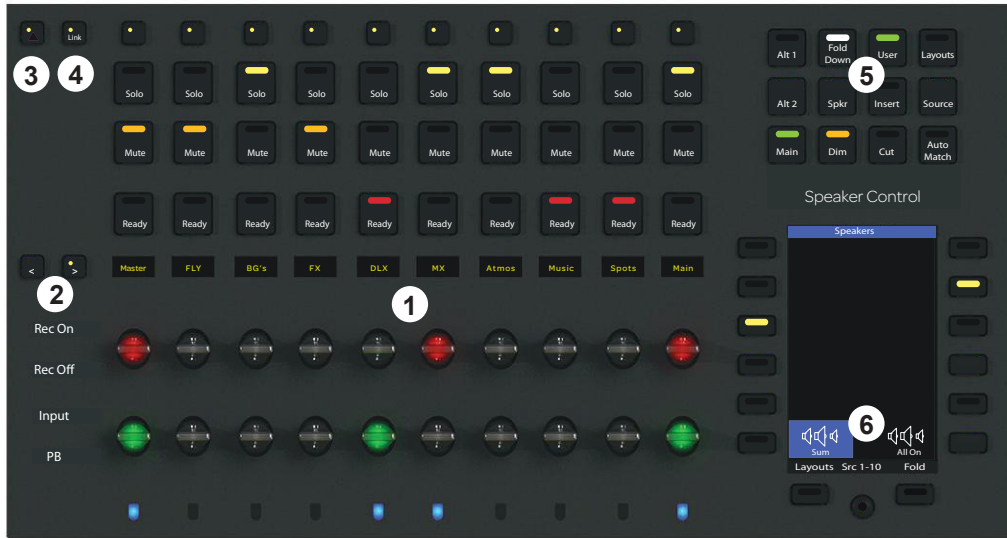 Link
3
4
Solo Solo Solo Solo Solo Solo Solo Solo Solo Solo
Mute Mute Mute Mute Mute Mute Mute Mute Mute Mute
Ready Ready Ready Ready Ready Ready Ready Ready Ready Ready
< >
Master FLY BG's FX DLX MX Atmos Music Spots Main
2
1
Rec On
Rec Off
Input
PB
Alt 1 Fold Down User Layouts
5
Alt 2 Spkr Insert Source
Main Dim Cut Auto Match
Speaker Control
Speakers
6
Sum All On
Layouts Src 1-10 Fold